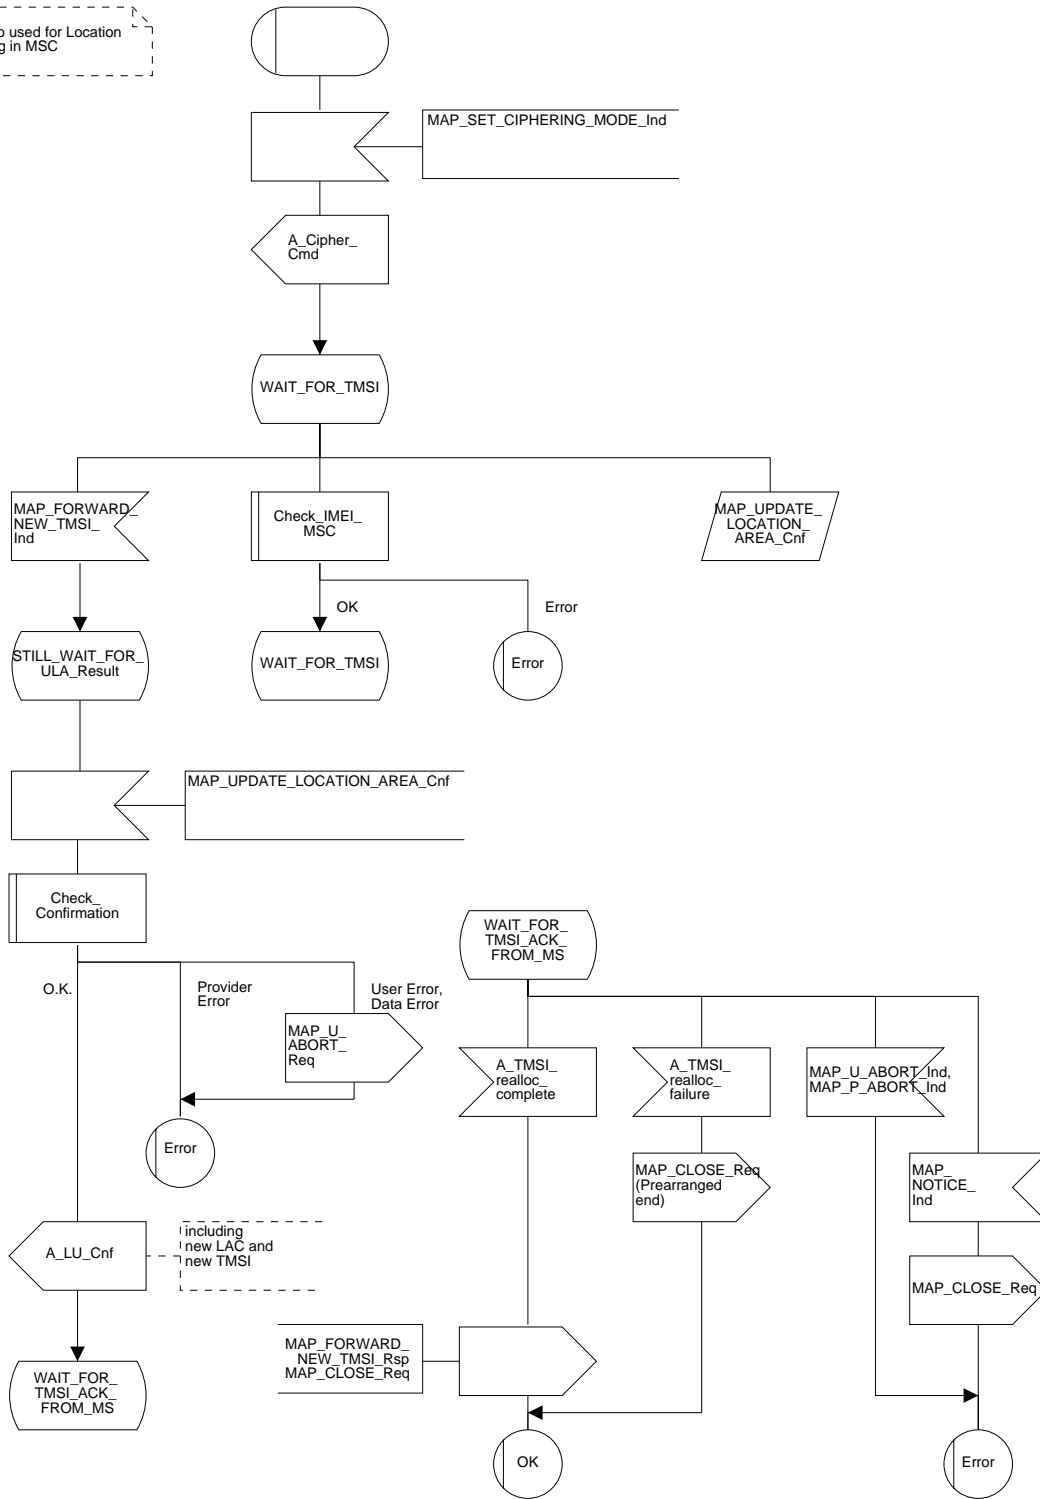 used for Location
in MSC
MAP_SET_CIPHERING_MODE_Ind
A_Cipher_
Cmd
WAIT_FOR_TMSI
MAP_FORWARD_
NEW_TMSI_
Ind
Check_IMEI_
MSC
MAP_UPDATE_
LOCATION_
AREA_Cnf
OK
Error
STILL_WAIT_FOR_
ULA_Result
WAIT_FOR_TMSI
Error
MAP_UPDATE_LOCATION_AREA_Cnf
Check_
Confirmation
O.K.
Provider
Error
User Error,
Data Error
MAP_U_
ABORT_
Req
Error
A_LU_Cnf
including
new LAC and
new TMSI
WAIT_FOR_
TMSI_ACK_
FROM_MS
WAIT_FOR_
TMSI_ACK_
FROM_MS
A_TMSI_
realloc_
complete
A_TMSI_
realloc_
failure
MAP_U_ABORT_Ind,
MAP_P_ABORT_Ind
MAP_CLOSE_Req
(Prearranged
end)
MAP_
NOTICE_
Ind
MAP_CLOSE_Req
MAP_FORWARD_
NEW_TMSI_Rsp
MAP_CLOSE_Req
OK
Error